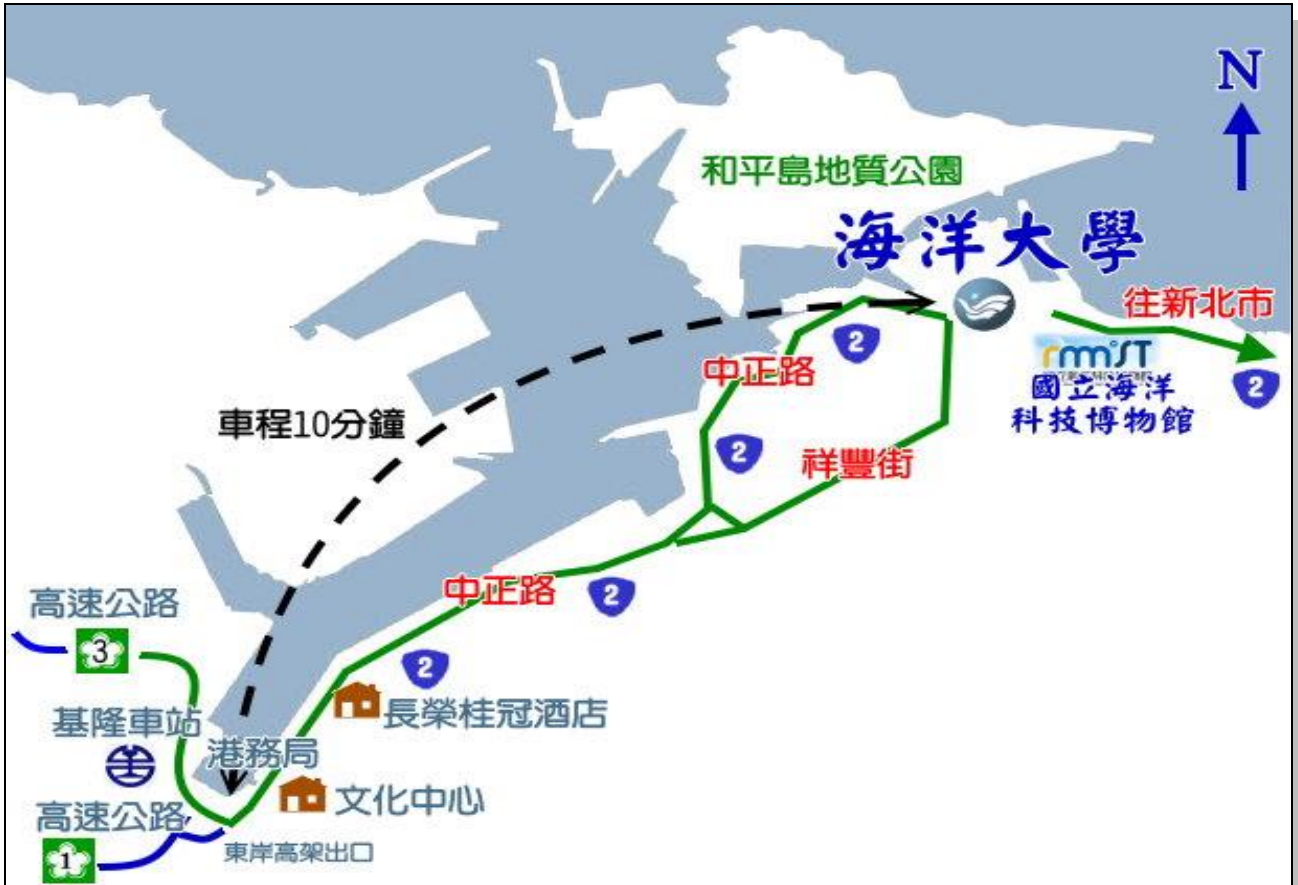 N
和平島地質公園
海洋大學
往新北市
2
rmmiST
中正路
2
國立海洋
科技博物館
車程10分鐘
2
祥豐街
中正路
2
高速公路
3
2
基隆車站
長榮桂冠酒店
港務局
高速公路
文化中心
1
東岸高架出口